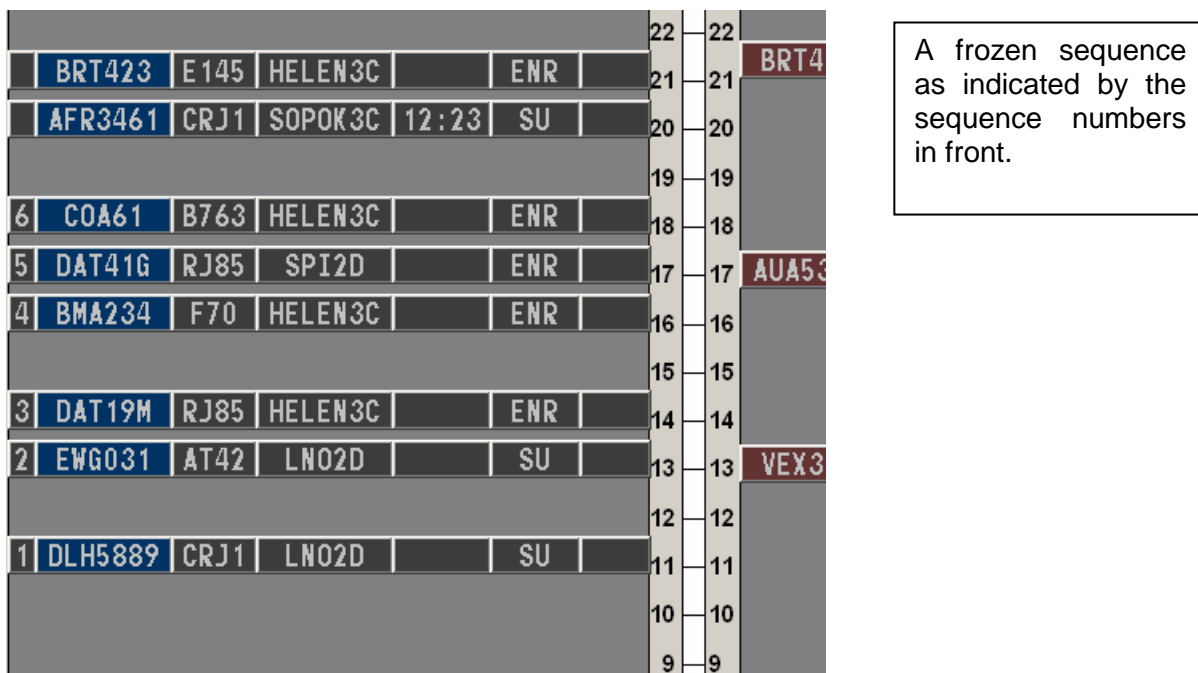 22 22
BRT423 E145 HELEN3C ENR 21 21 BRT4
AFR3461 CRJ1 SOPOK3C 12:23 SU 20 20
19 19
6 COA61 B763 HELEN3C ENR 18 18
5 DAT41G RJ85 SPI2D ENR 17 17 AUA53
4 BMA234 F70 HELEN3C ENR 16 16
15 15
3 DAT19M RJ85 HELEN3C ENR 14 14
2 EWG031 AT42 LNO2D SU 13 13 VEX3
12 12
1 DLH5889 CRJ1 LNO2D SU 11 11
10 10
9 9
A frozen sequence
as indicated by the
sequence numbers
in front.